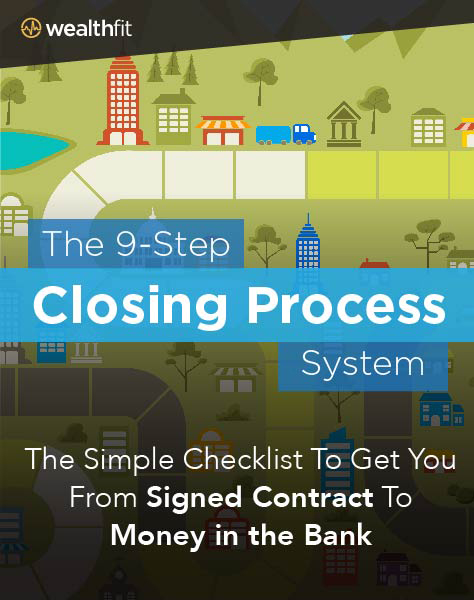 wealthfit
The 9-Step
Closing Process
System
The Simple Checklist To Get You
From Signed Contract To
Money in the Bank